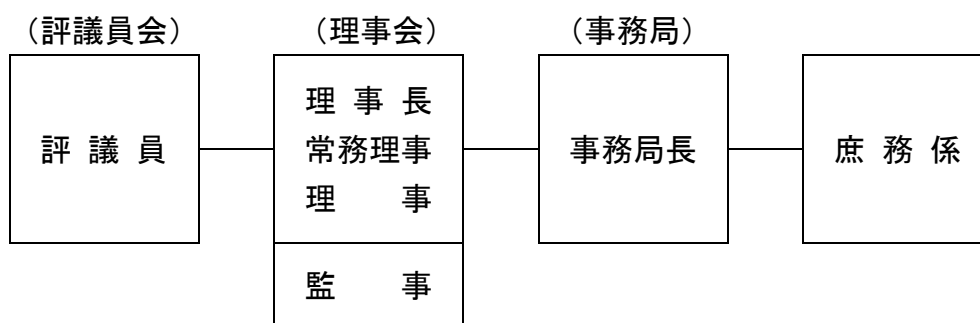 （評議員会）
（理事会）
（事務局）
評 議 員
理 事 長
常務理事
理　　事
監　　事
事務局長
庶 務 係